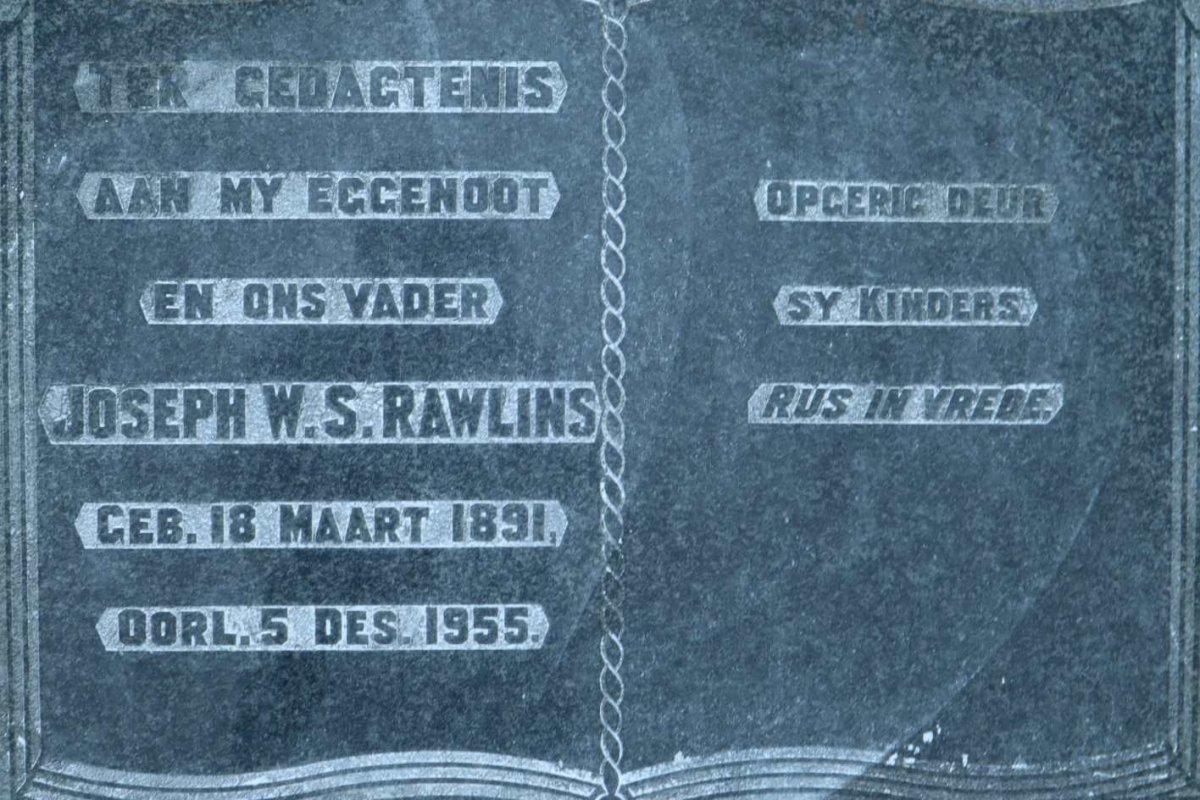 TER GEDAGTENIS
AAN MY EGGENOOT
EN ONS VADER
JOSEPH W.S. RAWLINS
GEB. 18 MAART 1891,
OORL. 5 DES. 1955.
OPGERIG DEUR
SY KINDERS.
RUS IN VREDE.